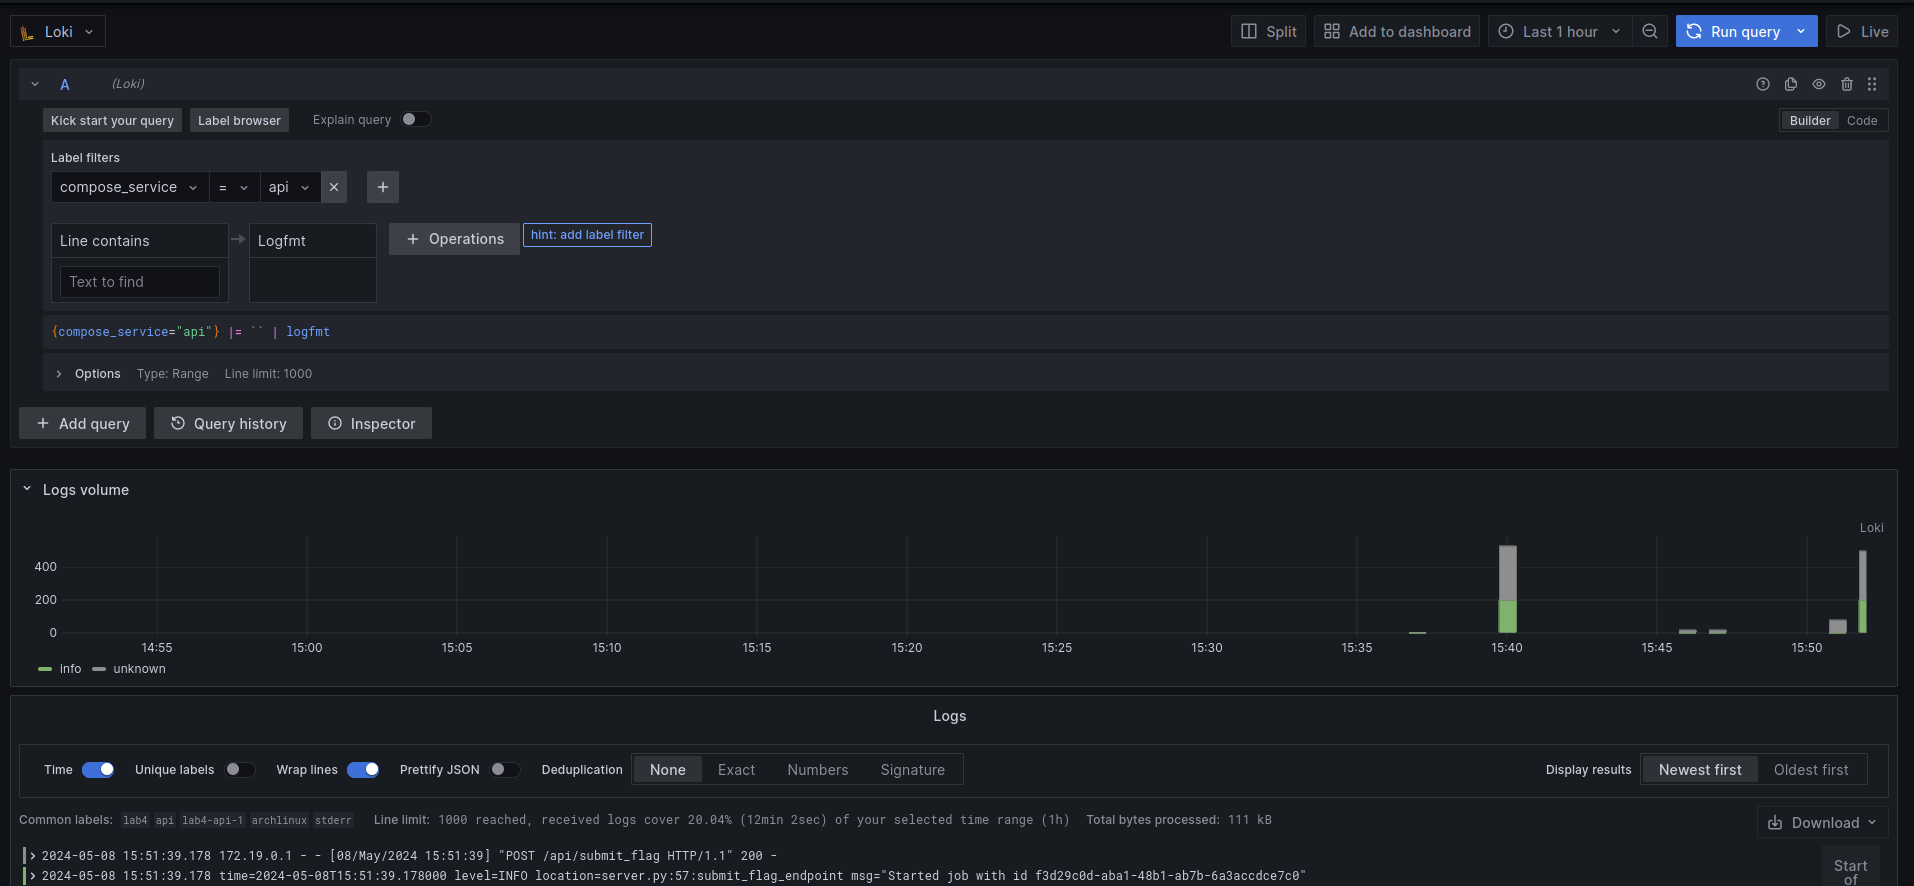 Loki
Split
Add to dashboard
Last 1 hour
Run query
Live
A (Loki)
Kick start your query
Label browser
Explain query
Builder
Code
Label filters
compose_service
=
api
Line contains
Logfmt
Operations
hint: add label filter
Text to find
{compose_service="api"} |= `` | logfmt
Options Type: Range Line limit: 1000
Add query
Query history
Inspector
Logs volume
Loki
400
200
0
14:55 15:00 15:05 15:10 15:15 15:20 15:25 15:30 15:35 15:40 15:45 15:50
info unknown
Logs
Time
Unique labels
Wrap lines
Prettify JSON
Deduplication
None Exact Numbers Signature
Display results
Newest first Oldest first
Common labels: lab4 api lab4-api-1 archlinux stderr Line limit: 1000 reached, received logs cover 20.04% (12min 2sec) of your selected time range (1h) Total bytes processed: 111 kB
Download
2024-05-08 15:51:39.178 172.19.0.1 - - [08/May/2024 15:51:39] "POST /api/submit_flag HTTP/1.1" 200 -
2024-05-08 15:51:39.178 time=2024-05-08T15:51:39.178000 level=INFO location=server.py:57:submit_flag_endpoint msg="Started job with id f3d29c0d-aba1-48b1-ab7b-6a3accdce7c0"
Start
of